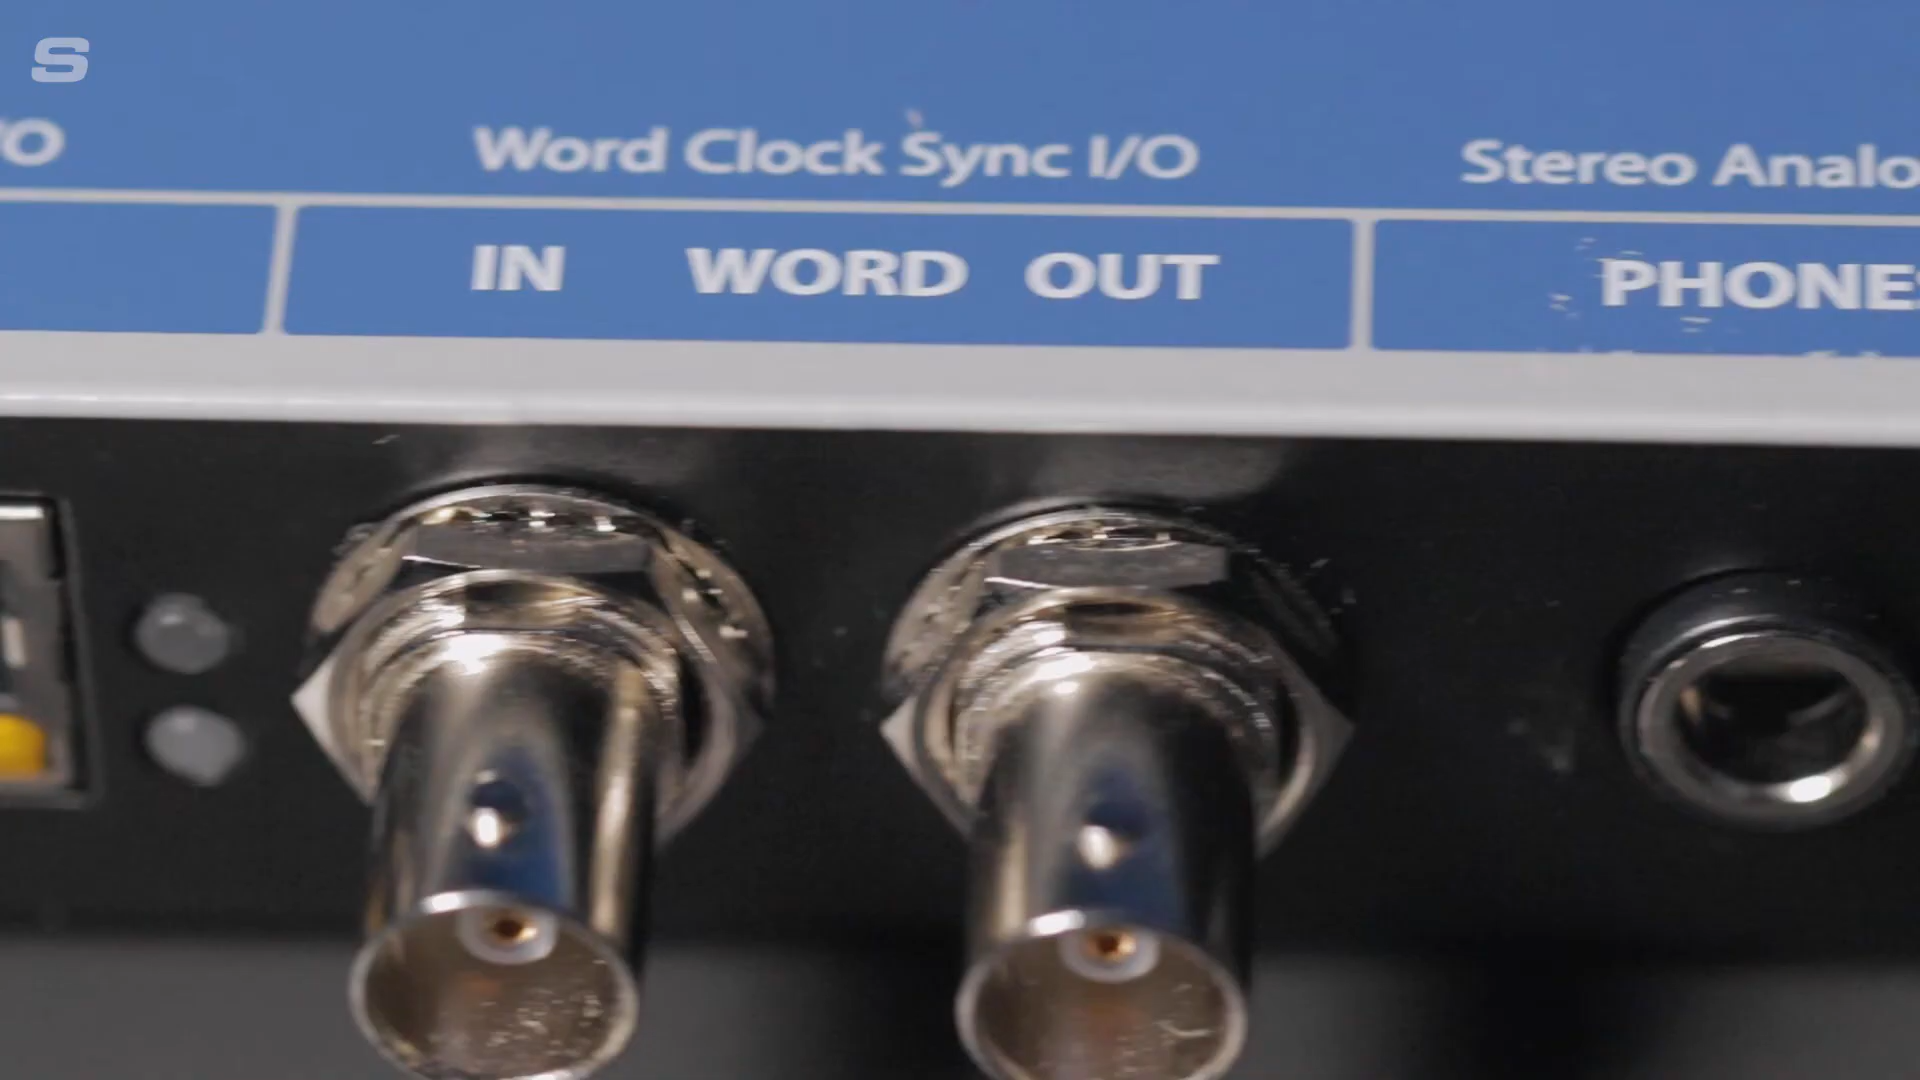 S
/O
Word Clock Sync I/O
Stereo Analo
IN WORD OUT
PHONES